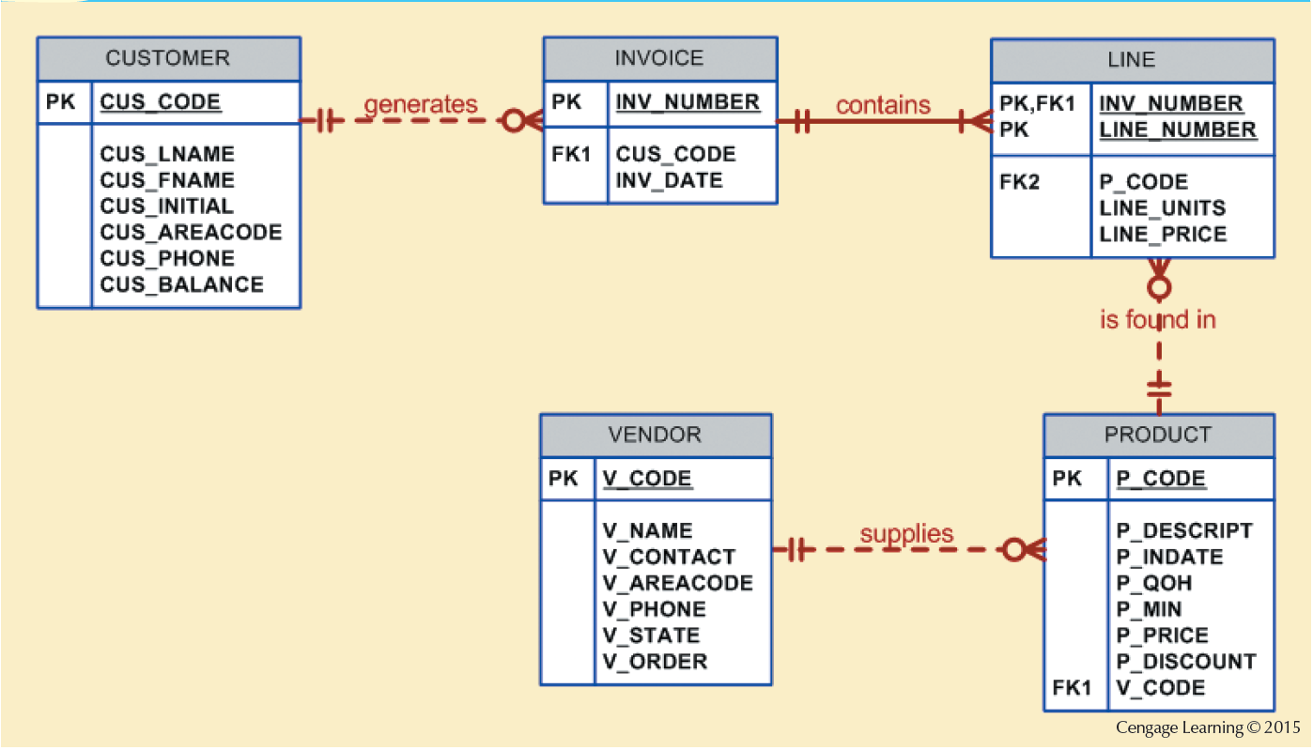 CUSTOMER
PK CUS_CODE
CUS_LNAME
CUS_FNAME
CUS_INITIAL
CUS_AREACODE
CUS_PHONE
CUS_BALANCE
generates
INVOICE
PK INV_NUMBER
FK1 CUS_CODE
INV_DATE
contains
LINE
PK,FK1 INV_NUMBER
PK LINE_NUMBER
FK2 P_CODE
LINE_UNITS
LINE_PRICE
is found in
VENDOR
PK V_CODE
V_NAME
V_CONTACT
V_AREACODE
V_PHONE
V_STATE
V_ORDER
supplies
PRODUCT
PK P_CODE
P_DESCRIPT
P_INDATE
P_QOH
P_MIN
P_PRICE
P_DISCOUNT
FK1 V_CODE
Cengage Learning © 2015